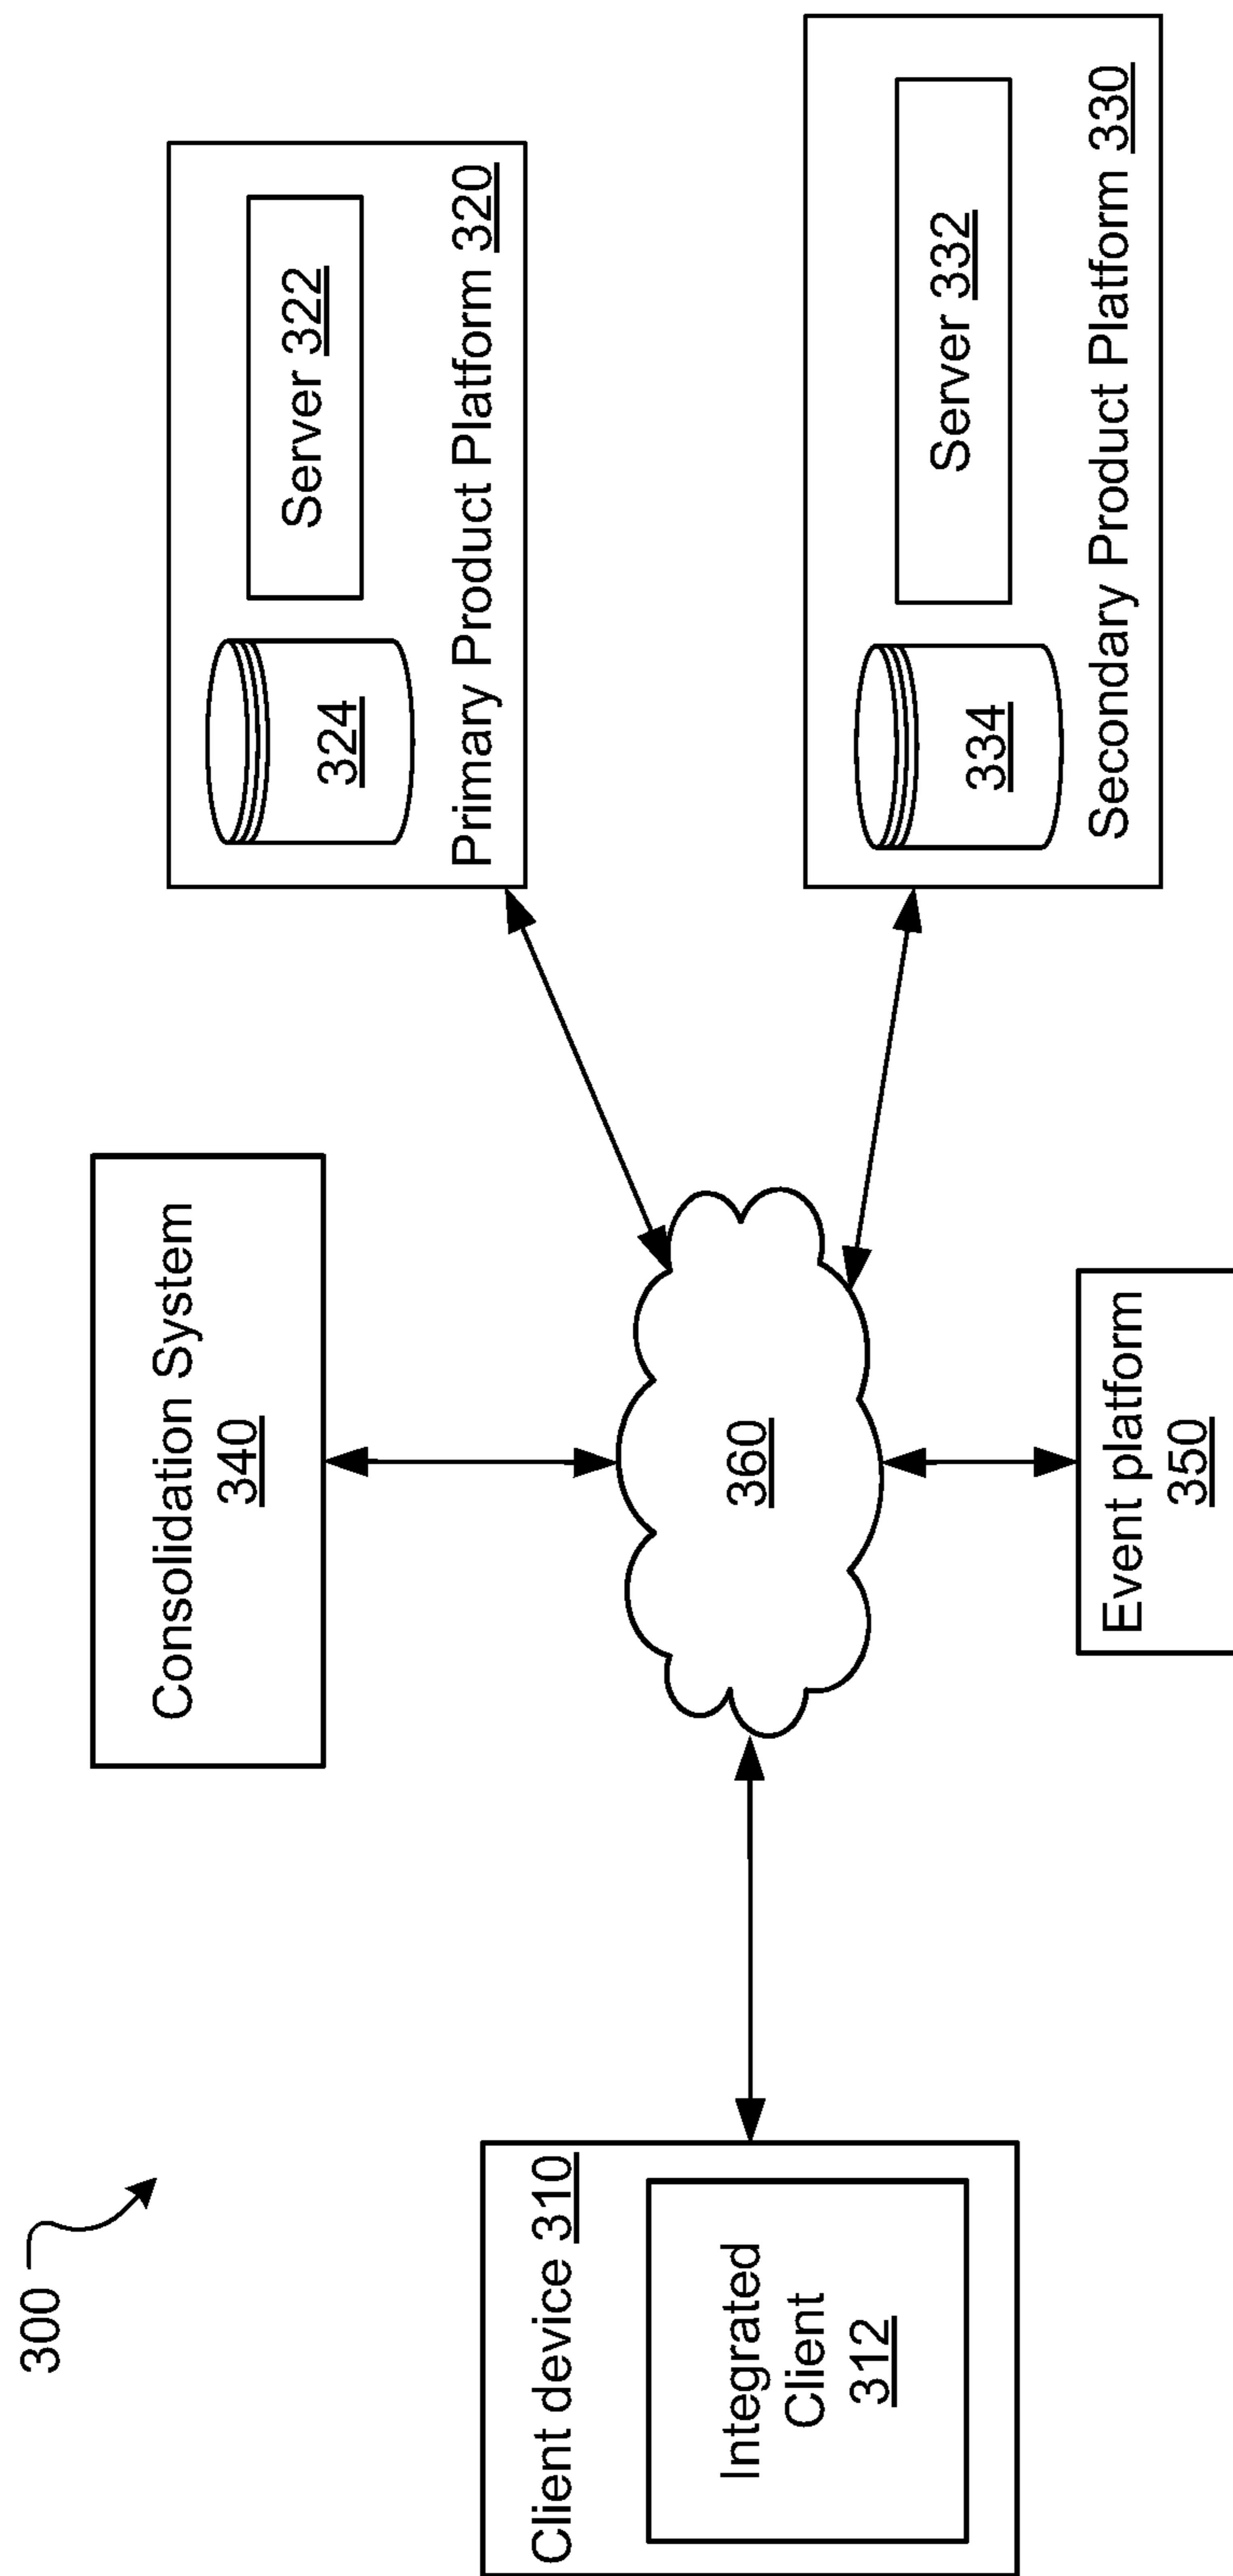 300
Consolidation System
340
324
Server 322
Primary Product Platform 320
Client device 310
Integrated
Client
312
360
334
Server 332
Secondary Product Platform 330
Event platform
350